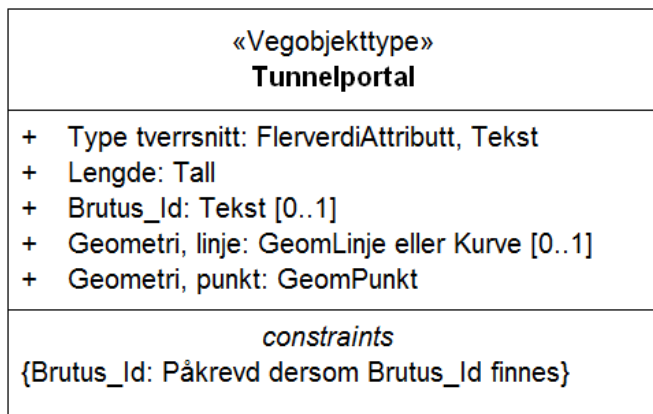 «Vegobjekttype»
Tunnelportal
+ Type tverrsnitt: FlerverdiAttributt, Tekst
+ Lengde: Tall
+ Brutus_Id: Tekst [0..1]
+ Geometri, linje: GeomLinje eller Kurve [0..1]
+ Geometri, punkt: GeomPunkt
constraints
{Brutus_Id: Påkrevd dersom Brutus_Id finnes}